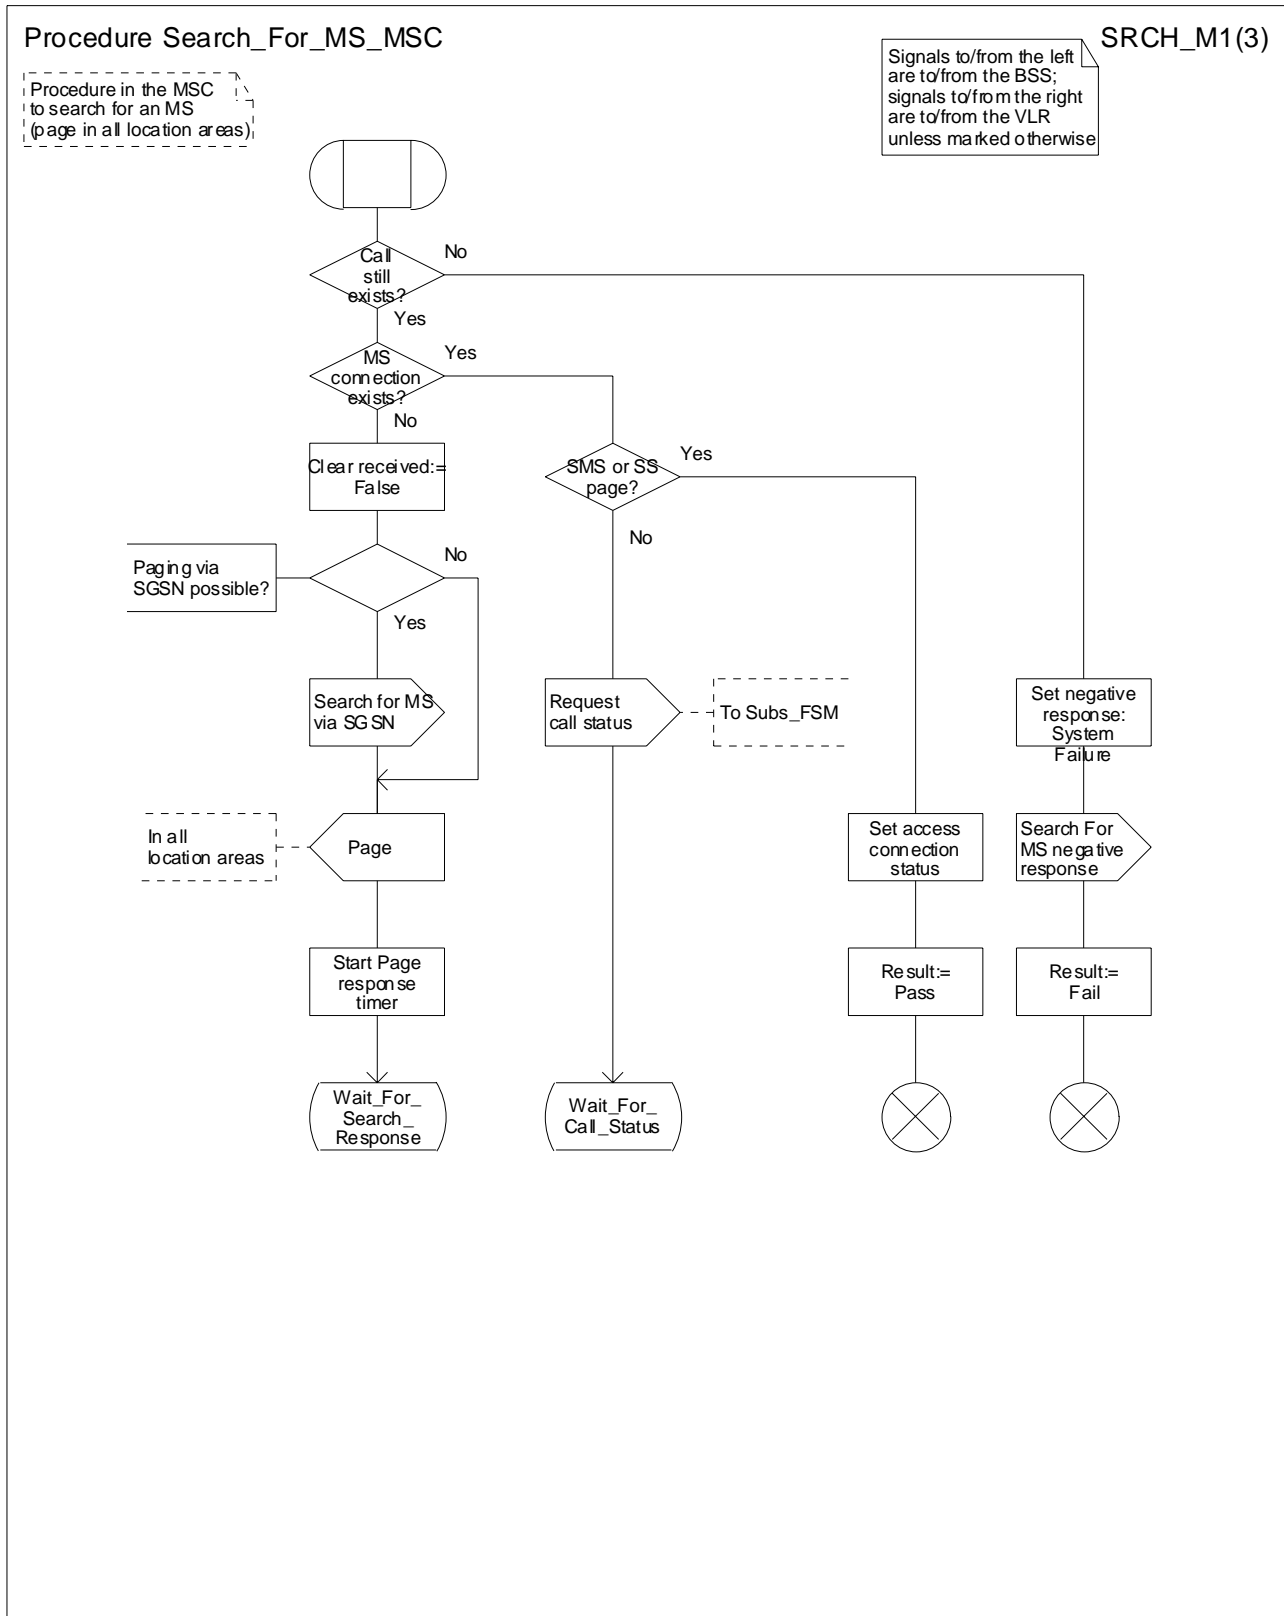 Procedure Search_For_MS_MSC
SRCH_M1(3)
Procedure in the MSC
to search for an MS
(page in all location areas)
Signals to/from the left
are to/from the BSS;
signals to/from the right
are to/from the VLR
unless marked otherwise
Call
still
exists?
No
Yes
MS
connection
exists?
Yes
No
Clear received:=
False
SMS or SS
page?
Yes
No
Paging via
SGSN possible?
No
Yes
Search for MS
via SGSN
Request
call status
To Subs_FSM
Set negative
response:
System
Failure
In all
location areas
Page
Set access
connection
status
Search For
MS negative
response
Start Page
response
timer
Result:=
Pass
Result:=
Fail
Wait_For_
Search_
Response
Wait_For_
Call_Status